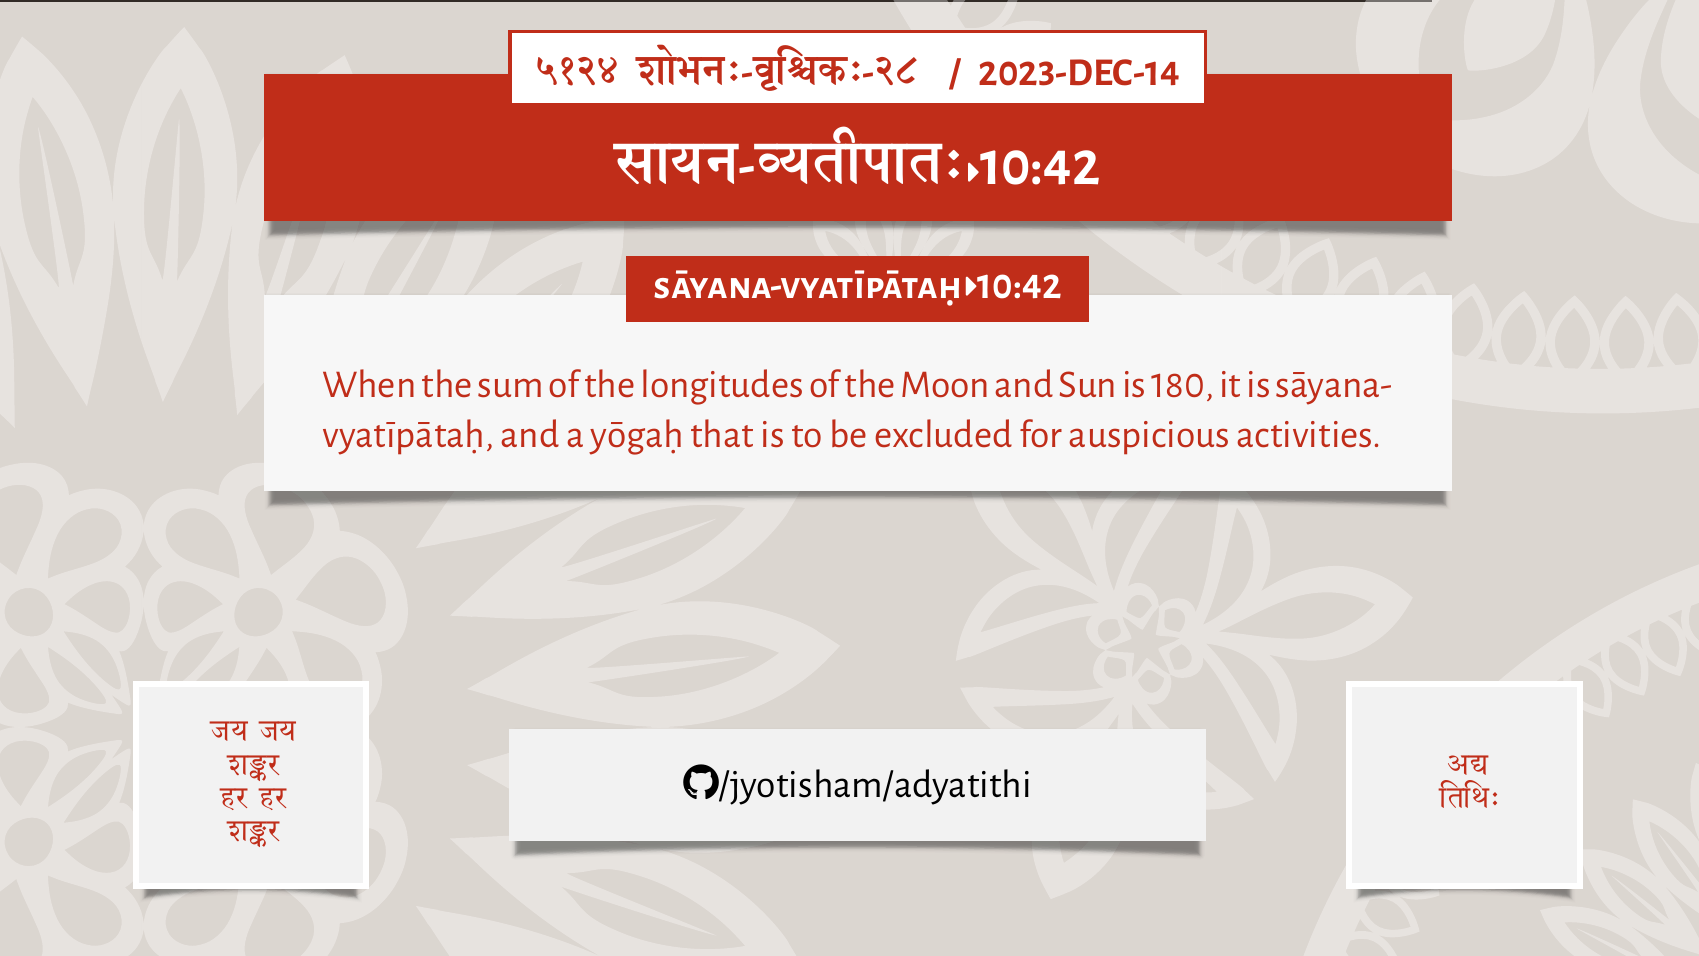 ५१२४ शोभनः-वृश्चिकः-२८ / 2023-DEC-14
सायन-व्यतीपातः▸10:42
SĀYANA-VYATĪPĀTAḤ▸10:42
When the sum of the longitudes of the Moon and Sun is 180, it is sāyana-
vyatīpātaḥ, and a yōgaḥ that is to be excluded for auspicious activities.
जय जय
शङ्कर
हर हर
शङ्कर
/jyotisham/adyatithi
अद्य
तिथिः